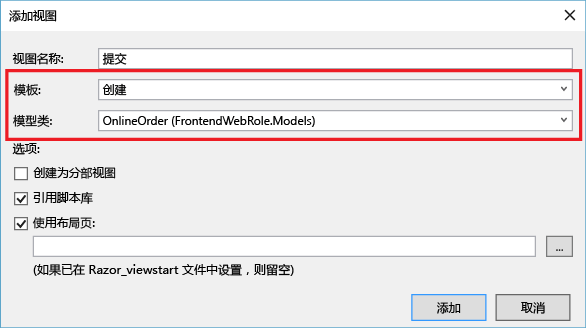 添加视图
视图名称: 提交
模板: 创建
模型类: OnlineOrder (FrontendWebRole.Models)
选项:
创建为分部视图
引用脚本库
使用布局页:
...
(如果已在 Razor_viewstart 文件中设置，则留空)
添加 取消